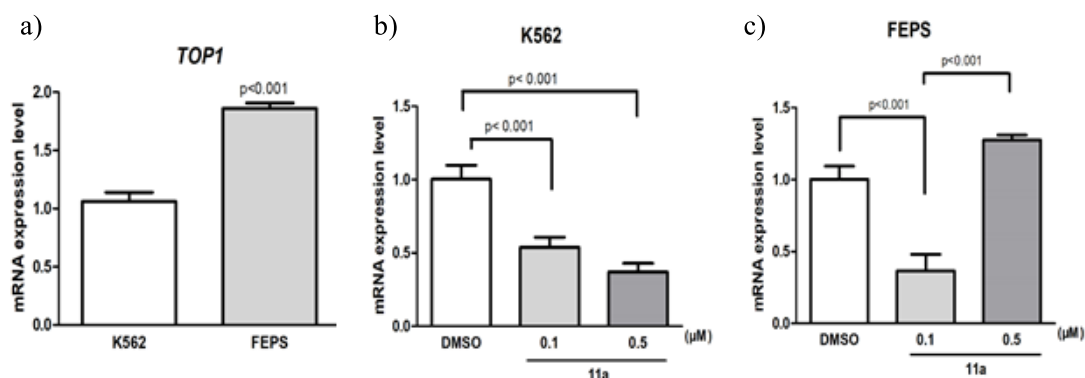 a)
TOP1
mRNA expression level
2.0
1.5
1.0
0.5
0.0
p<0.001
K562
FEPS
b)
K562
mRNA expression level
1.5
1.0
0.5
0.0
p< 0.001
p< 0.001
DMSO
0.1
0.5
(μM)
11a
c)
FEPS
mRNA expression level
1.5
1.0
0.5
0.0
p<0.001
p<0.001
DMSO
0.1
0.5
(μM)
11a